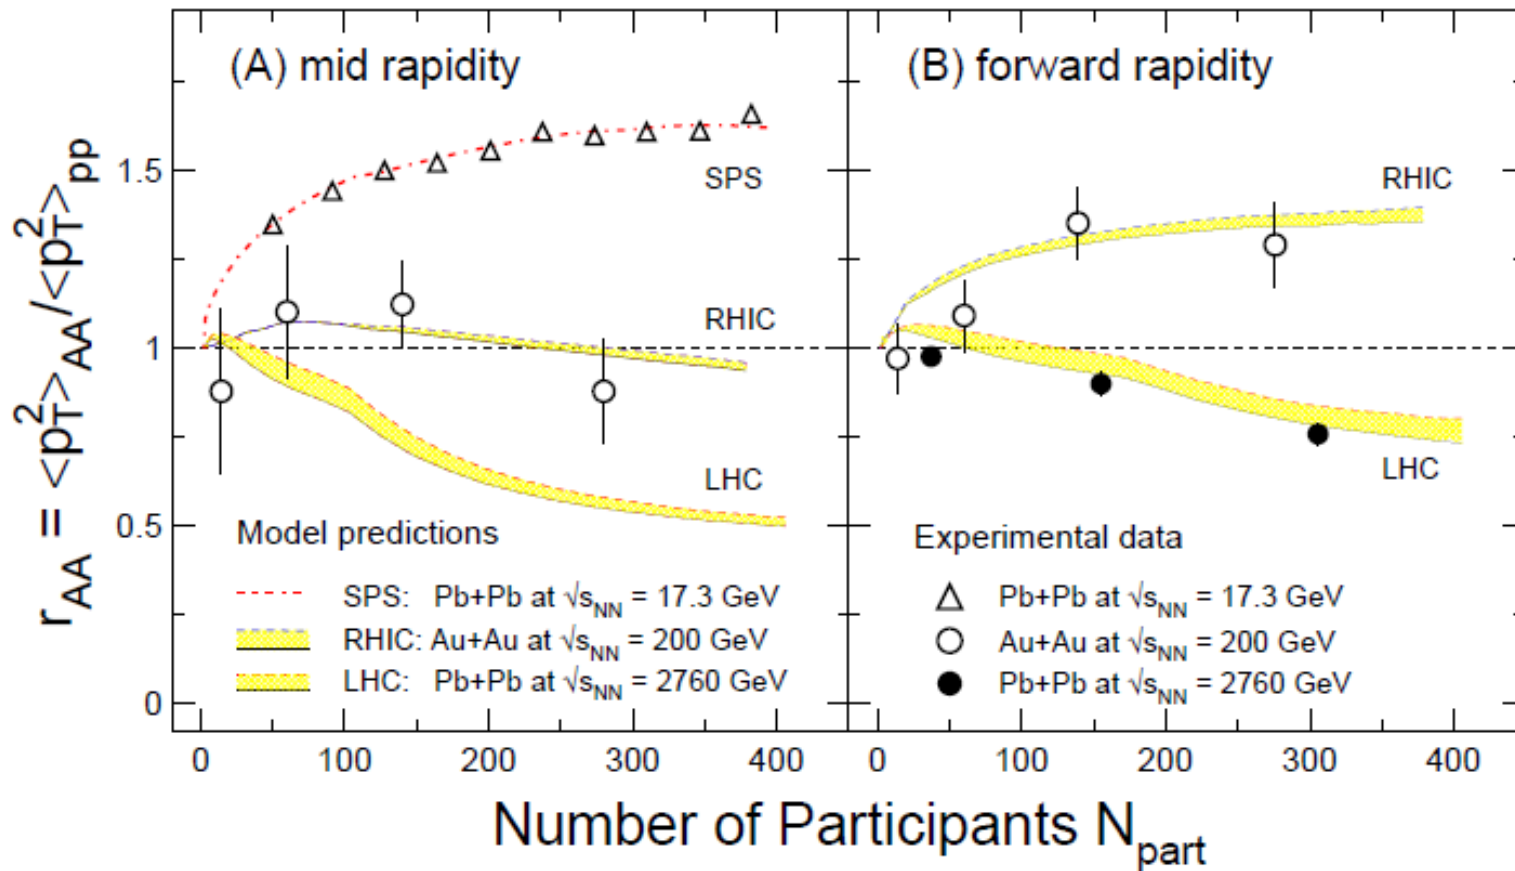 (A) mid rapidity
(B) forward rapidity
r_AA = <p_T^2>_AA/<p_T^2>_pp
1.5
1
0.5
0
SPS
RHIC
LHC
RHIC
LHC
Model predictions
SPS: Pb+Pb at √s_NN = 17.3 GeV
RHIC: Au+Au at √s_NN = 200 GeV
LHC: Pb+Pb at √s_NN = 2760 GeV
Experimental data
Pb+Pb at √s_NN = 17.3 GeV
Au+Au at √s_NN = 200 GeV
Pb+Pb at √s_NN = 2760 GeV
0 100 200 300 400
0 100 200 300 400
Number of Participants N_part